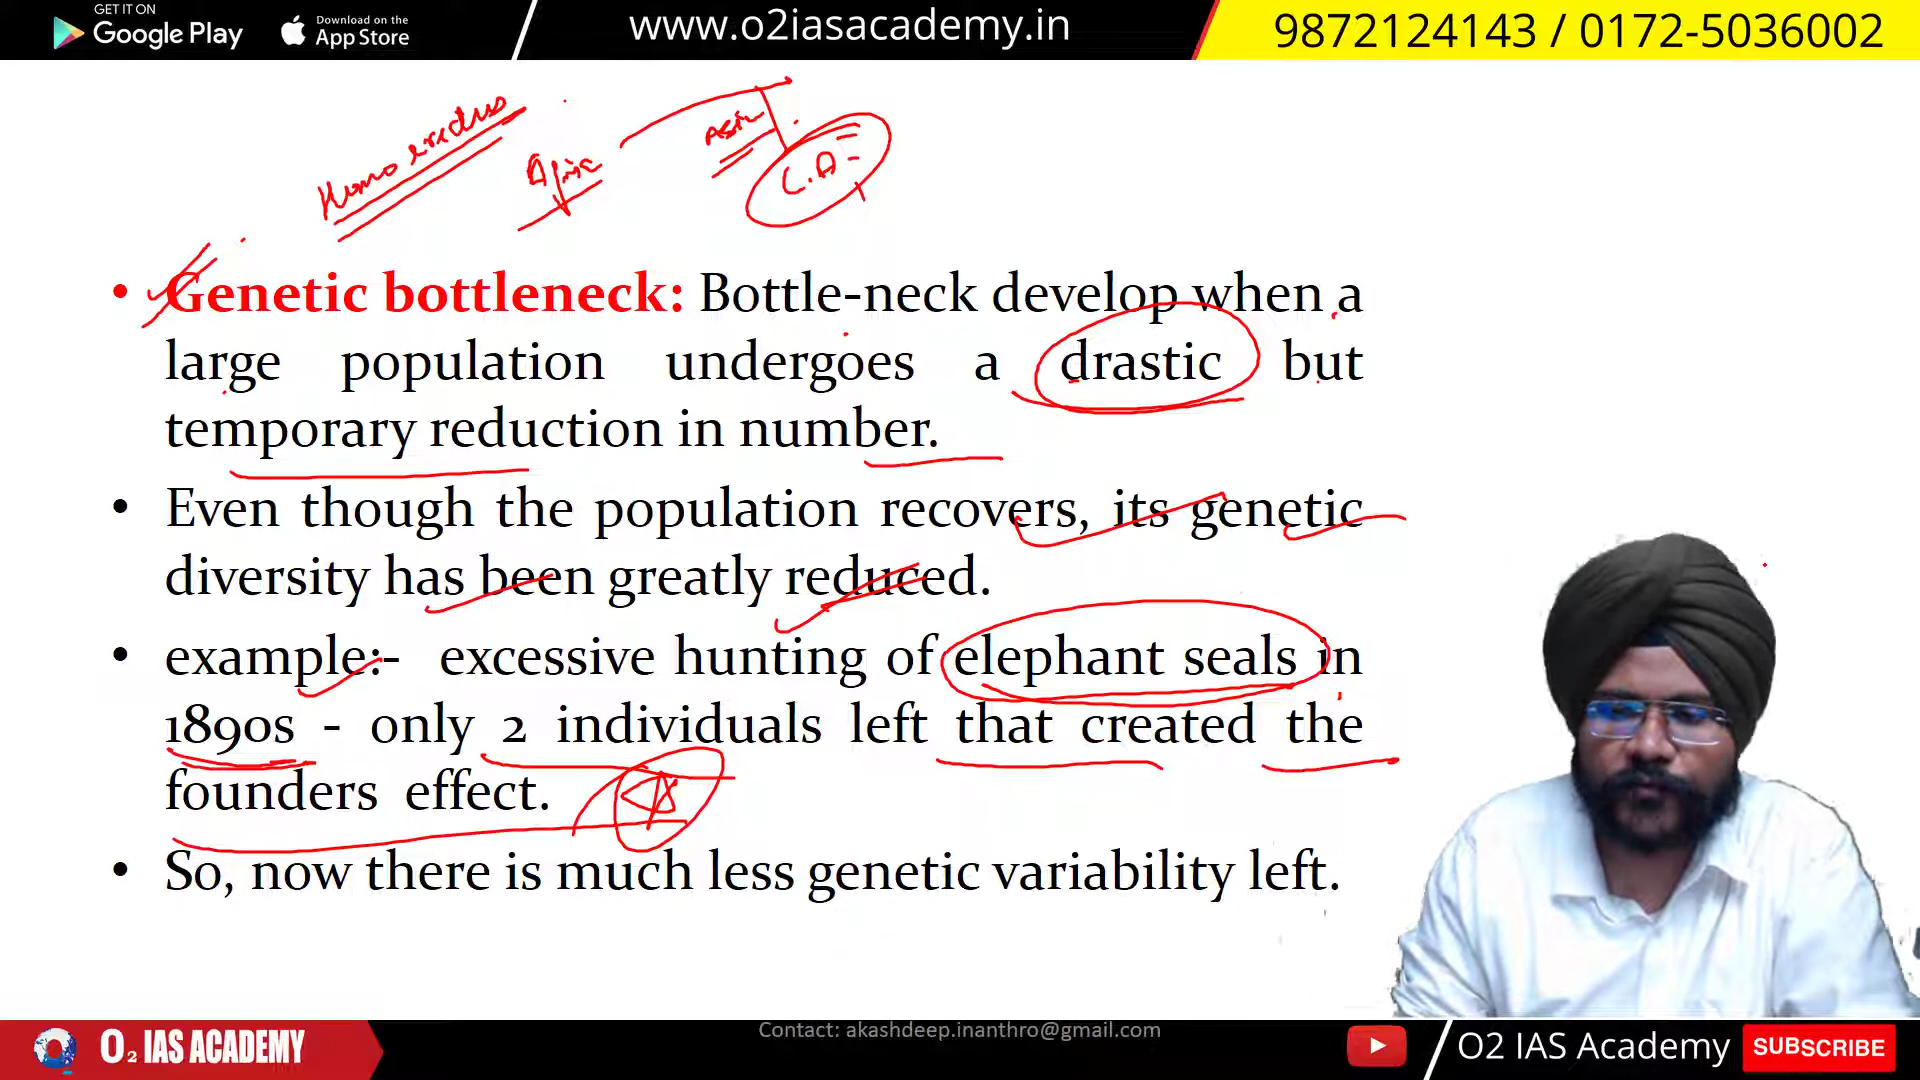 GET IT ON
Google Play
Download on the
App Store
www.o2iasacademy.in
9872124143 / 0172-5036002
Homo erectus
Africa
Asia
L.A
• Genetic bottleneck: Bottle-neck develop when a
large population undergoes a drastic but
temporary reduction in number.
• Even though the population recovers, its genetic
diversity has been greatly reduced.
• example:- excessive hunting of elephant seals in
1890s - only 2 individuals left that created the
founders effect.
• So, now there is much less genetic variability left.
O2 IAS ACADEMY
Contact: akashdeep.inanthro@gmail.com
O2 IAS Academy
SUBSCRIBE